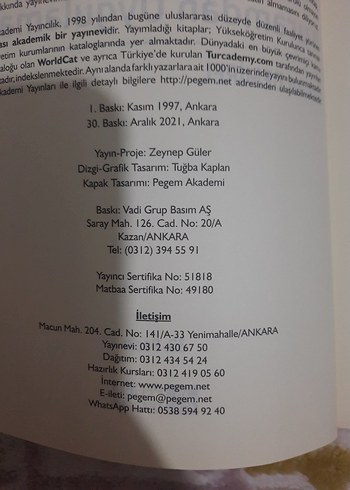 akademi Yayıncılık, 1998 yılından bugüne uluslararası düzeyde düzenli faaliyet yürüten
ası akademik bir yayınevidir. Yayımladığı kitaplar; Yükseköğretim Kurulunca tanınan
retim kurumlarının kataloglarında yer almaktadır. Dünyadaki en büyük çevrimiçi
aloğu olan WorldCat ve ayrıca Türkiye'de kurulan Turcademy.com tarafından
indekslenmektedir. Aynı alanda farklı yazarlara ait 1000'in üzerinde yayını bulunmaktadır
ademi Yayınları ile ilgili detaylı bilgilere http://pegem.net adresinden ulaşılabilmektedir
1. Baskı: Kasım 1997, Ankara
30. Baskı: Aralık 2021, Ankara
Yayın-Proje: Zeynep Güler
Dizgi-Grafik Tasarım: Tuğba Kaplan
Kapak Tasarımı: Pegem Akademi
Baskı: Vadi Grup Basım AŞ
Saray Mah. 126. Cad. No: 20/A
Kazan/ANKARA
Tel: (0312) 394 55 91
Yayıncı Sertifika No: 51818
Matbaa Sertifika No: 49180
İletişim
Macun Mah. 204. Cad. No: 141/A-33 Yenimahalle/ANKARA
Yayınevi: 0312 430 67 50
Dağıtım: 0312 434 54 24
Hazırlık Kursları: 0312 419 05 60
İnternet: www.pegem.net
E-ileti: pegem@pegem.net
WhatsApp Hattı: 0538 594 92 40